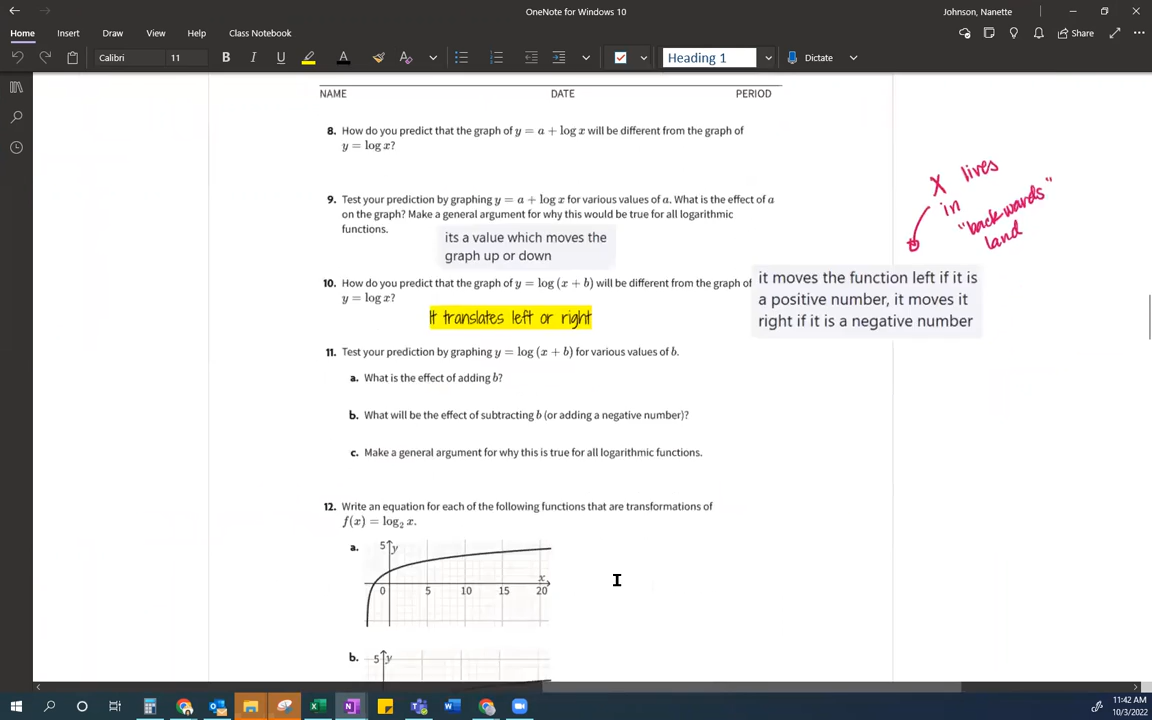 OneNote for Windows 10
Johnson, Nanette
Home Insert Draw View Help Class Notebook
Share
Calibri 11 B I U A Heading 1 Dictate
NAME DATE PERIOD
8. How do you predict that the graph of y = a + log x will be different from the graph of
y = log x?
9. Test your prediction by graphing y = a + log x for various values of a. What is the effect of a
on the graph? Make a general argument for why this would be true for all logarithmic
functions.
its a value which moves the
graph up or down
10. How do you predict that the graph of y = log (x + b) will be different from the graph of
y = log x?
It translates left or right
X lives
in
"backwards"
land
it moves the function left if it is
a positive number, it moves it
right if it is a negative number
11. Test your prediction by graphing y = log (x + b) for various values of b.
a. What is the effect of adding b?
b. What will be the effect of subtracting b (or adding a negative number)?
c. Make a general argument for why this is true for all logarithmic functions.
12. Write an equation for each of the following functions that are transformations of
f(x) = log₂ x.
a. 5 y
x
0 5 10 15 20
b. 5 y
11:42 AM
10/3/2022